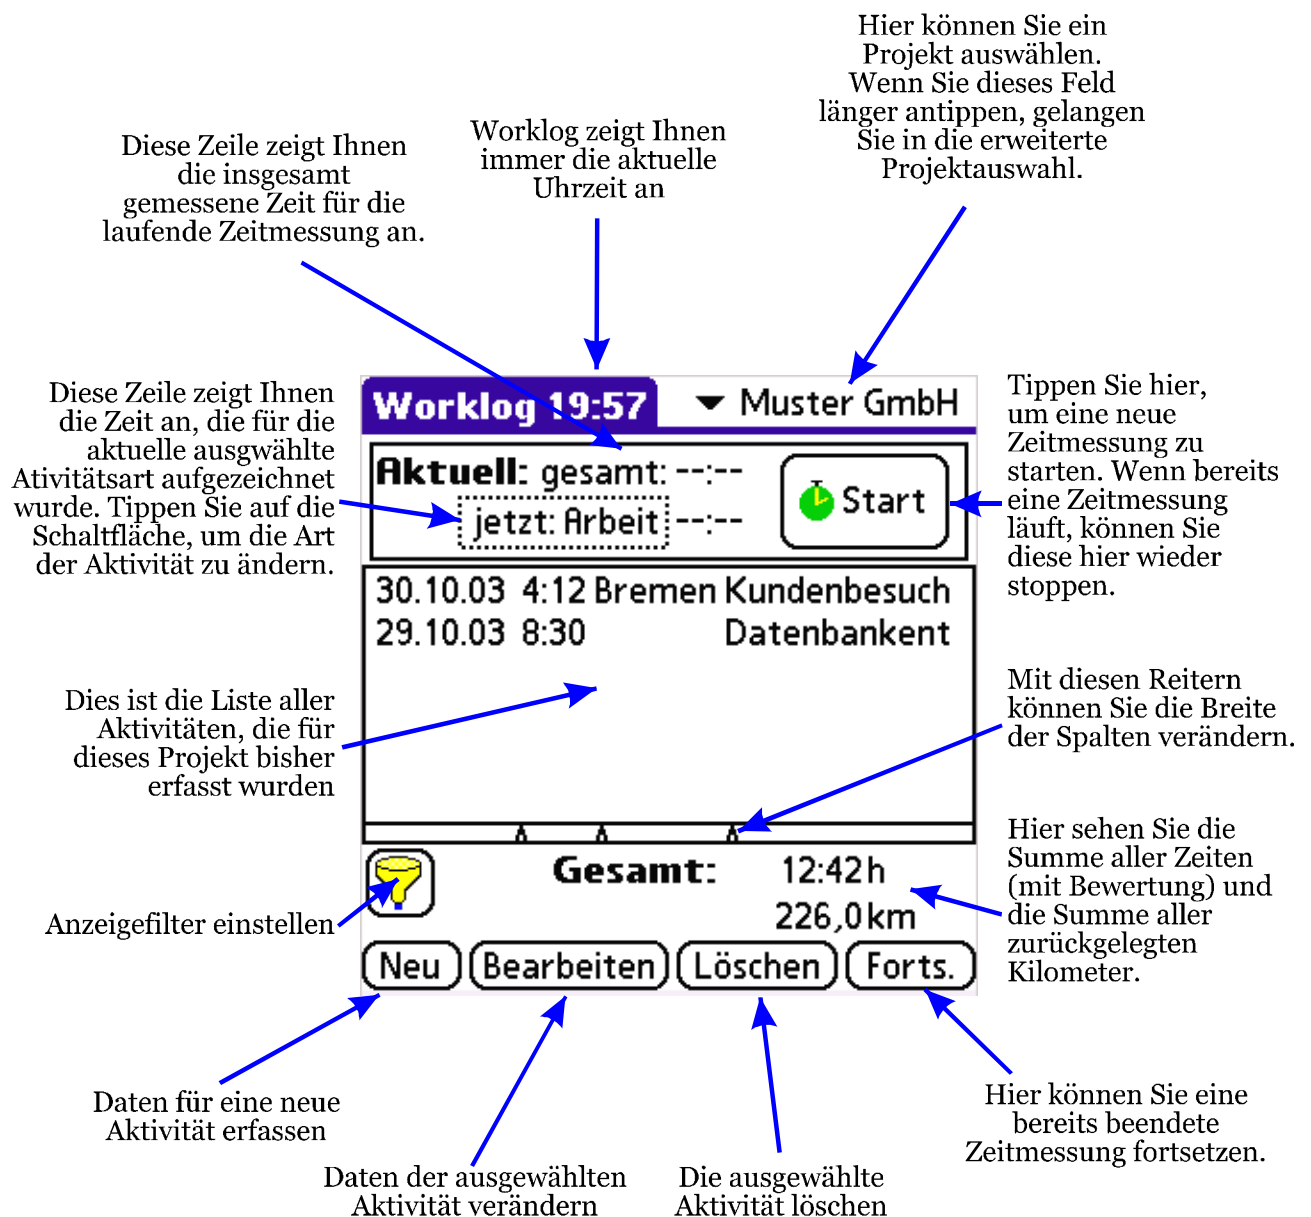 Hier können Sie ein
Projekt auswählen.
Wenn Sie dieses Feld
länger antippen, gelangen
Sie in die erweiterte
Projektauswahl.
Worklog zeigt Ihnen
immer die aktuelle
Uhrzeit an
Diese Zeile zeigt Ihnen
die insgesamt
gemessene Zeit für die
laufende Zeitmessung an.
Diese Zeile zeigt Ihnen
die Zeit an, die für die
aktuelle ausgwählte
Ativitätsart aufgezeichnet
wurde. Tippen Sie auf die
Schaltfläche, um die Art
der Aktivität zu ändern.
Worklog 19:57
Muster GmbH
Aktuell: gesamt: --:--
jetzt: Arbeit --:--
Start
Tippen Sie hier,
um eine neue
Zeitmessung zu
starten. Wenn bereits
eine Zeitmessung
läuft, können Sie
diese hier wieder
stoppen.
30.10.03 4:12 Bremen Kundenbesuch
29.10.03 8:30 Datenbankent
Dies ist die Liste aller
Aktivitäten, die für
dieses Projekt bisher
erfasst wurden
Mit diesen Reitern
können Sie die Breite
der Spalten verändern.
Gesamt: 12:42 h
226,0 km
Anzeigefilter einstellen
Hier sehen Sie die
Summe aller Zeiten
(mit Bewertung) und
die Summe aller
zurückgelegten
Kilometer.
Neu Bearbeiten Löschen Forts.
Daten für eine neue
Aktivität erfassen
Daten der ausgewählten
Aktivität verändern
Die ausgewählte
Aktivität löschen
Hier können Sie eine
bereits beendete
Zeitmessung fortsetzen.